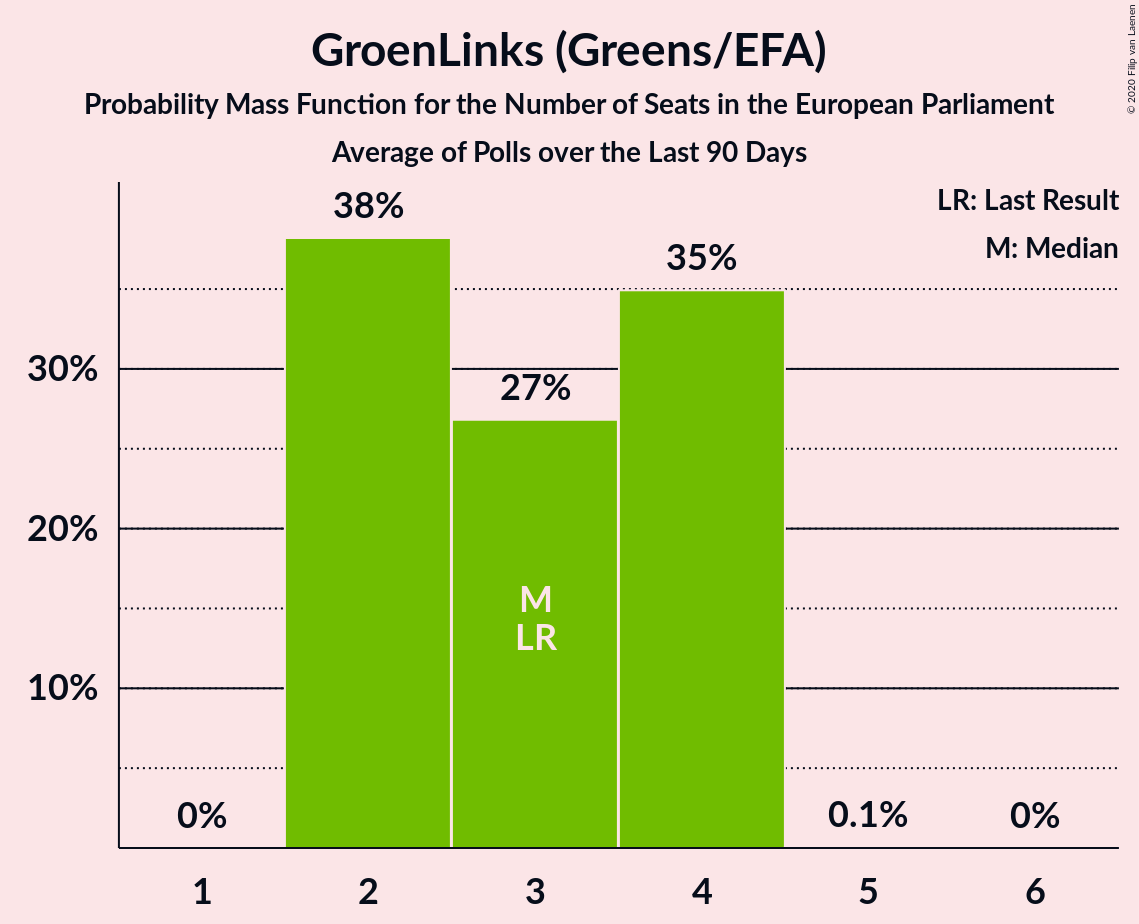 GroenLinks (Greens/EFA)
Probability Mass Function for the Number of Seats in the European Parliament
Average of Polls over the Last 90 Days
© 2020 Filip van Laenen
LR: Last Result
M: Median
38%
35%
27%
30%
20%
10%
M
LR
0%
0.1%
0%
1
2
3
4
5
6